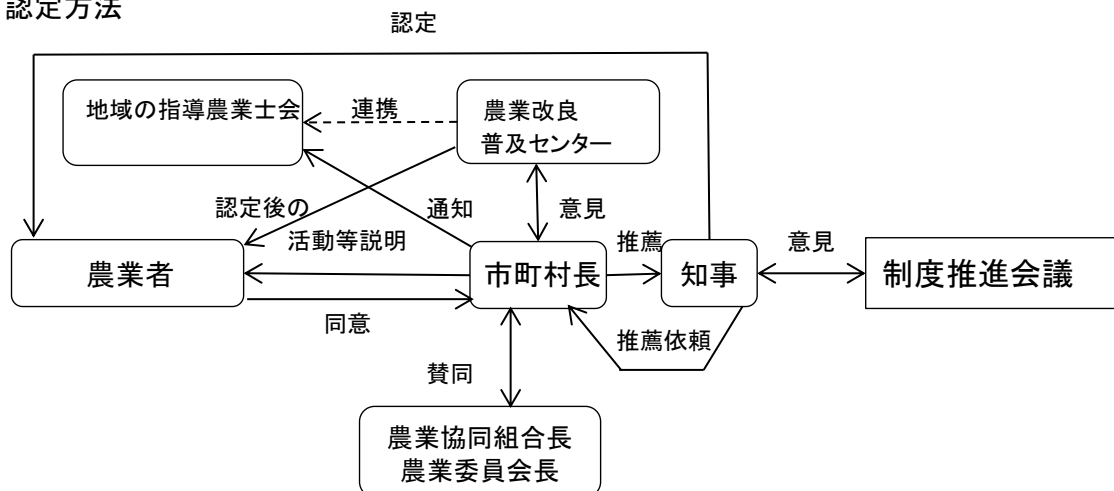 認定方法
認定
地域の指導農業士会
連携
農業改良
普及センター
認定後の
活動等説明
通知
意見
農業者
市町村長
推薦
知事
意見
制度推進会議
同意
推薦依頼
賛同
農業協同組合長
農業委員会長